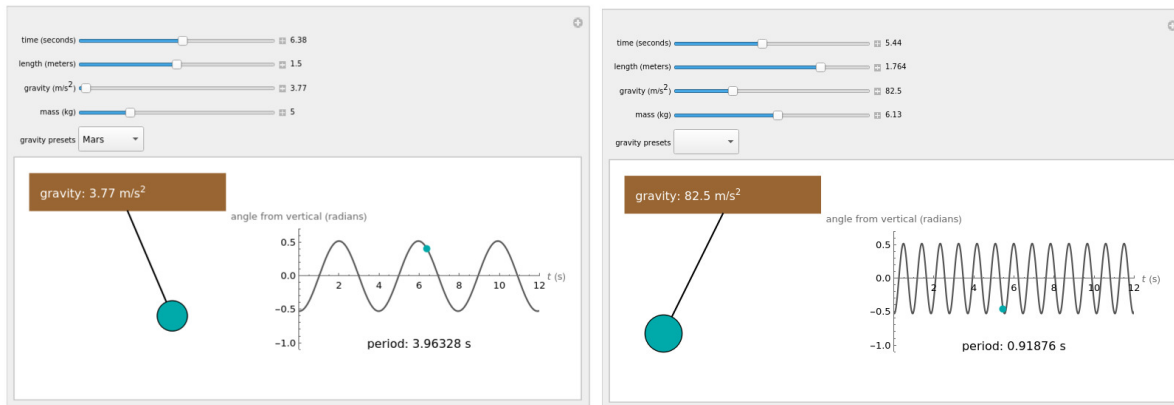 time (seconds) 6.38
length (meters) 1.5
gravity (m/s²) 3.77
mass (kg) 5
gravity presets Mars
gravity: 3.77 m/s²
angle from vertical (radians)
0.5
0.0
-0.5
-1.0
2 4 6 8 10 12
t (s)
period: 3.96328 s
time (seconds) 5.44
length (meters) 1.764
gravity (m/s²) 82.5
mass (kg) 6.13
gravity presets
gravity: 82.5 m/s²
angle from vertical (radians)
0.5
0.0
-0.5
-1.0
2 4 6 8 10 12
t (s)
period: 0.91876 s